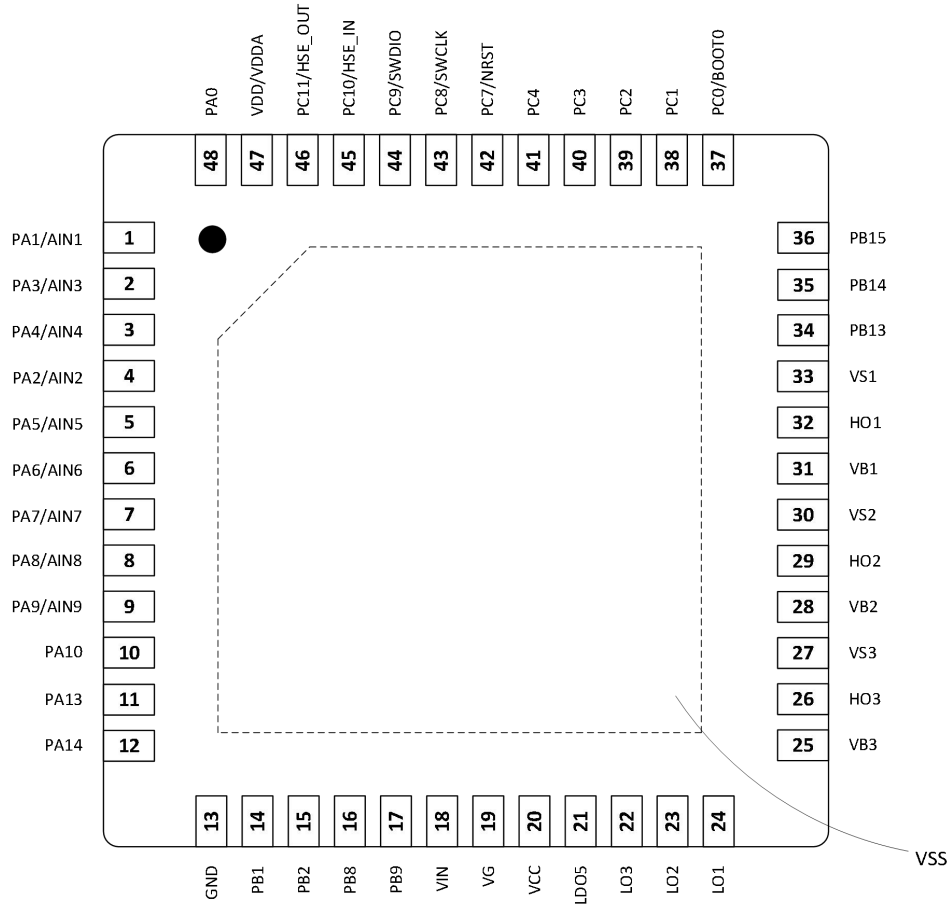 PA0
VDD/VDDA
PC11/HSE_OUT
PC10/HSE_IN
PC9/SWDIO
PC8/SWCLK
PC7/NRST
PC4
PC3
PC2
PC1
PC0/BOOT0
48
47
46
45
44
43
42
41
40
39
38
37
PA1/AIN1 1
PA3/AIN3 2
PA4/AIN4 3
PA2/AIN2 4
PA5/AIN5 5
PA6/AIN6 6
PA7/AIN7 7
PA8/AIN8 8
PA9/AIN9 9
PA10 10
PA13 11
PA14 12
36 PB15
35 PB14
34 PB13
33 VS1
32 HO1
31 VB1
30 VS2
29 HO2
28 VB2
27 VS3
26 HO3
25 VB3
13
14
15
16
17
18
19
20
21
22
23
24
GND
PB1
PB2
PB8
PB9
VIN
VG
VCC
LDO5
LO3
LO2
LO1
VSS